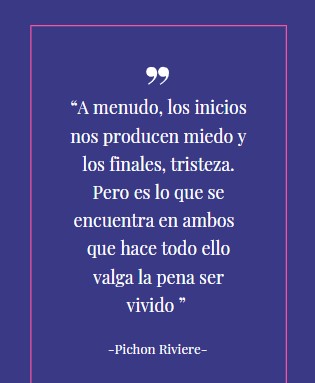 ”
“A menudo, los inicios
nos producen miedo y
los finales, tristeza.
Pero es lo que se
encuentra en ambos
que hace todo ello
valga la pena ser
vivido ”
-Pichon Riviere-